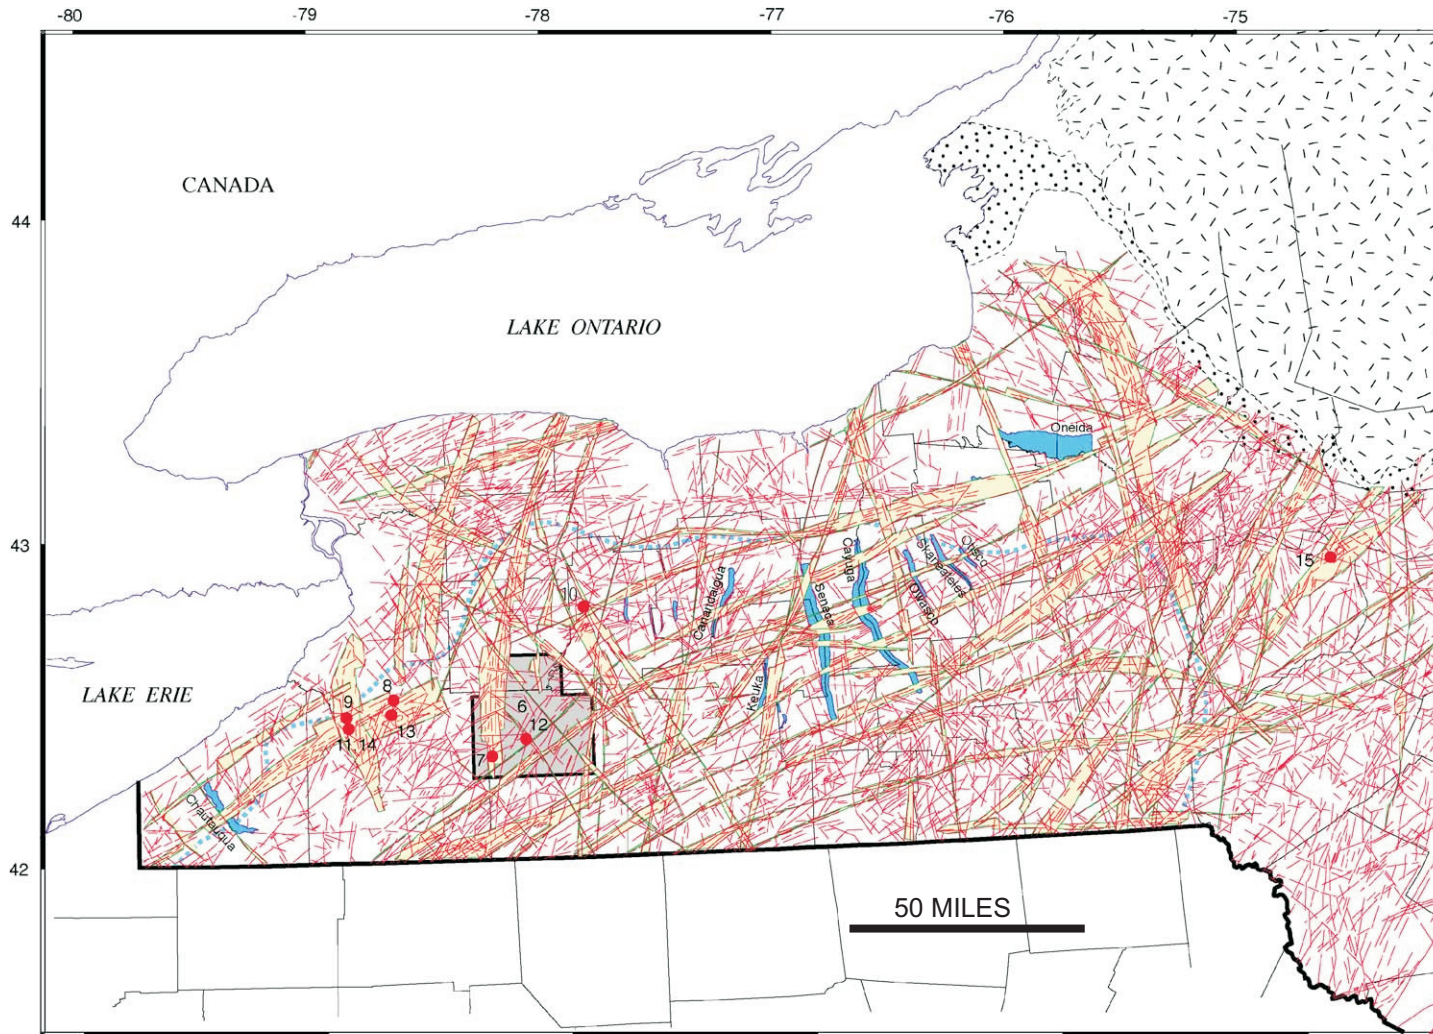 -80
-79
-78
-77
-76
-75
CANADA
44
LAKE ONTARIO
Oneida
43
Cayuga
Otisco
Skaneateles
Owasco
15
Canandaigua
Seneca
10
LAKE ERIE
Keuka
8
9
6
12
13
11, 14
7
Chautauqua
42
50 MILES